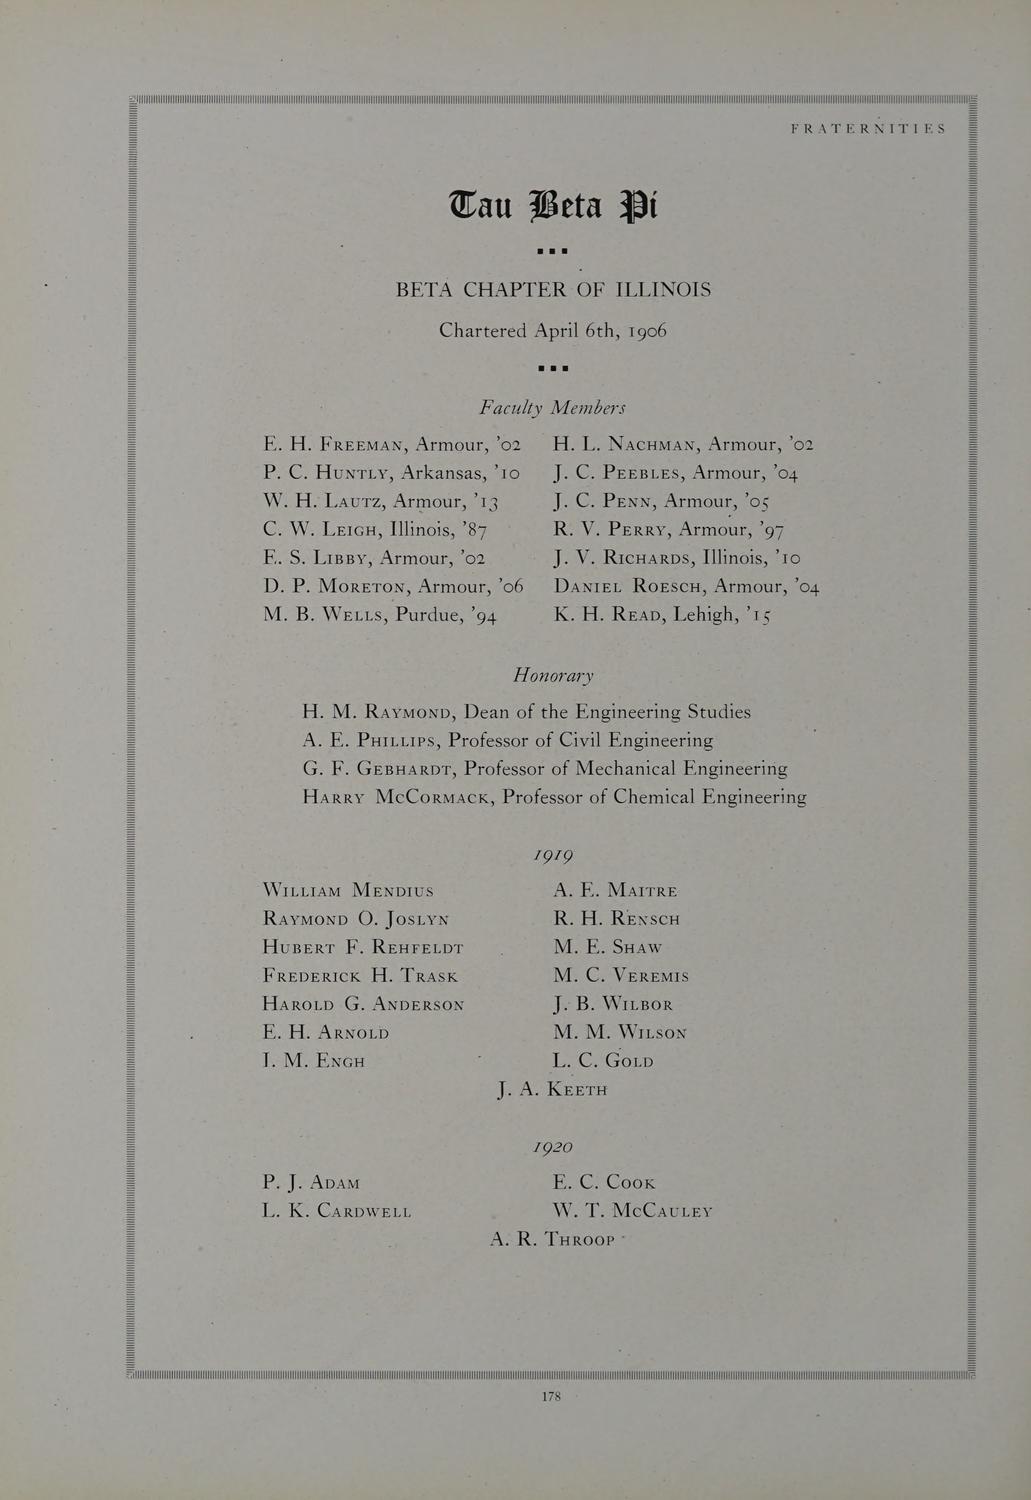 FRATERNITIES
Tau Beta Pi
BETA CHAPTER OF ILLINOIS
Chartered April 6th, 1906
Faculty Members
E. H. FREEMAN, Armour, '02 H. L. NACHMAN, Armour, '02
P. C. HUNTLY, Arkansas, '10 J. C. PEEBLES, Armour, '04
W. H. LAUTZ, Armour, '13 J. C. PENN, Armour, '05
C. W. LEIGH, Illinois, '87 R. V. PERRY, Armour, '97
E. S. LIBBY, Armour, '02 J. V. RICHARDS, Illinois, '10
D. P. MORETON, Armour, '06 DANIEL ROESCH, Armour, '04
M. B. WELLS, Purdue, '94 K. H. READ, Lehigh, '15
Honorary
H. M. RAYMOND, Dean of the Engineering Studies
A. E. PHILLIPS, Professor of Civil Engineering
G. F. GEBHARDT, Professor of Mechanical Engineering
HARRY MCCORMACK, Professor of Chemical Engineering
1919
WILLIAM MENDIUS A. E. MAITRE
RAYMOND O. JOSLYN R. H. RENSCH
HUBERT F. REHFELDT M. E. SHAW
FREDERICK H. TRASK M. C. VEREMIS
HAROLD G. ANDERSON J. B. WILBOR
E. H. ARNOLD M. M. WILSON
I. M. ENGH L. C. GOLD
J. A. KEETH
1920
P. J. ADAM E. C. COOK
L. K. CARDWELL W. T. MCCAULEY
A. R. THROOP
178